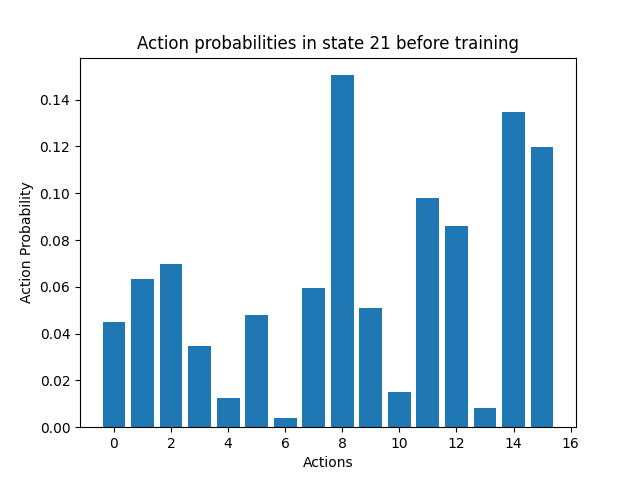 Action probabilities in state 21 before training
0.14
0.12
0.10
0.08
0.06
0.04
0.02
0.00
Action Probability
0 2 4 6 8 10 12 14 16
Actions